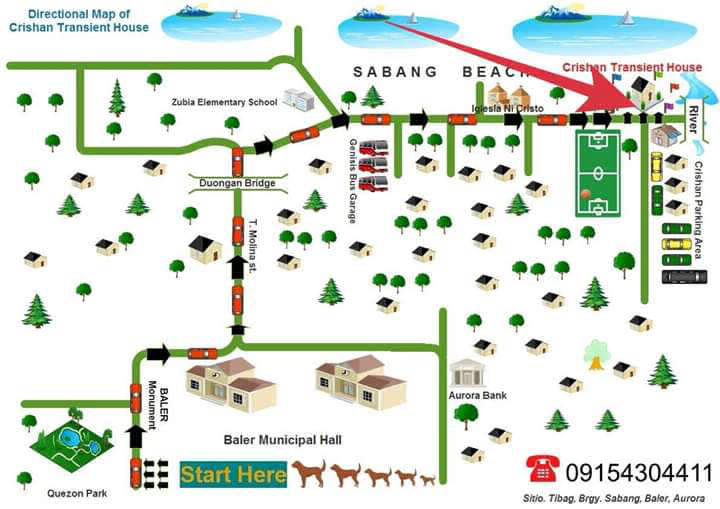 Directional Map of
Crishan Transient House
SABANG BEACH
Crishan Transient House
Zubia Elementary School
Iglesia Ni Cristo
River
Genisis Bus Garage
Crishan Parking Area
Duongan Bridge
T. Molina st.
BALER
Monument
Aurora Bank
Baler Municipal Hall
Start Here
Quezon Park
09154304411
Sitio. Tibag, Brgy. Sabang, Baler, Aurora